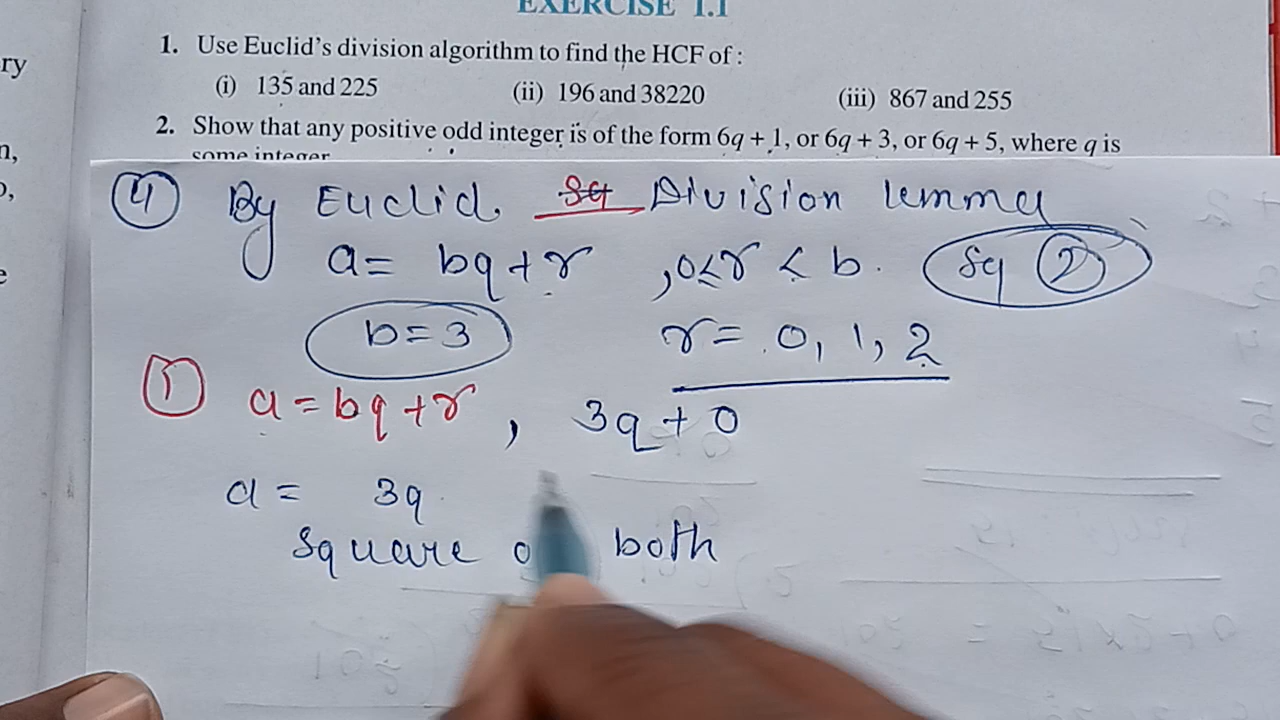 EXERCISE 1.1
1. Use Euclid's division algorithm to find the HCF of :
(i) 135 and 225 (ii) 196 and 38220 (iii) 867 and 255
2. Show that any positive odd integer is of the form 6q + 1, or 6q + 3, or 6q + 5, where q is
some integer
ry
n,
④ By Euclid Sq Division lemma
a = bq + r , 0 < r < b. Sq ②
b = 3 r = 0, 1, 2
① a = bq + r , 3q + 0
a = 3q
Square both